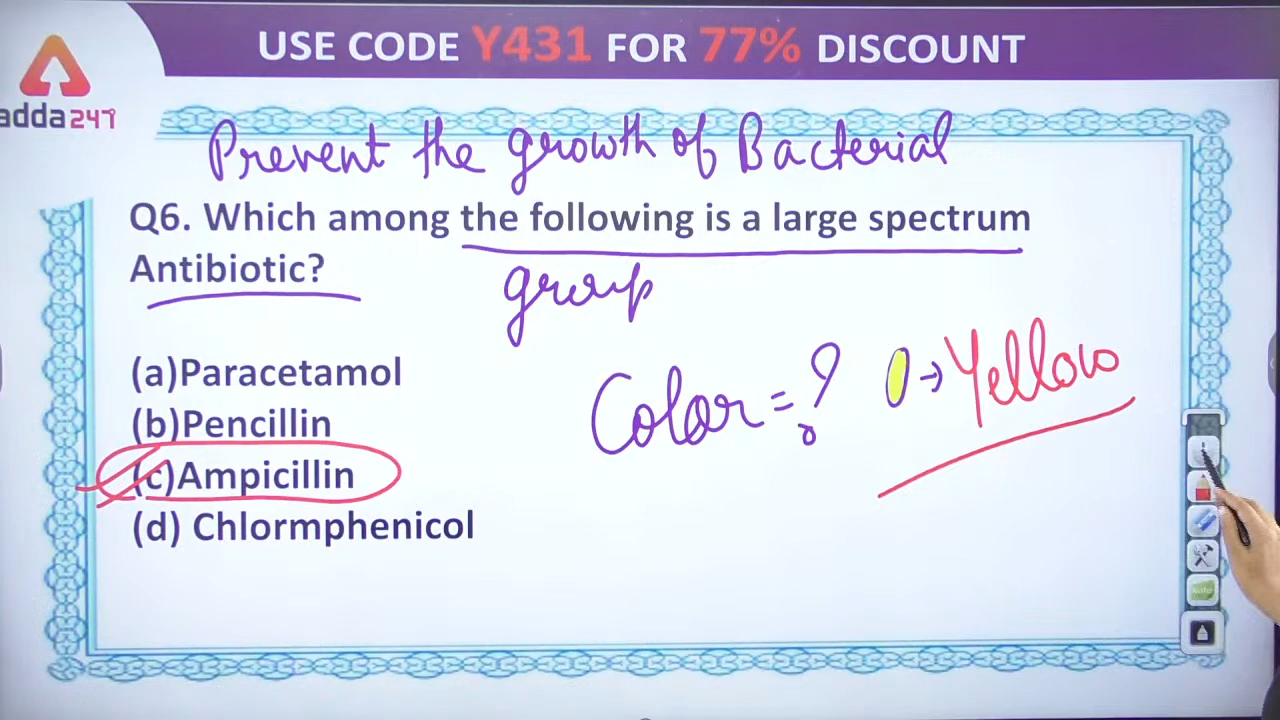 USE CODE Y431 FOR 77% DISCOUNT
adda247
Prevent the growth of Bacterial
Q6. Which among the following is a large spectrum
Antibiotic?
group
(a)Paracetamol
Color=? 0→Yellow
(b)Pencillin
(c)Ampicillin
(d) Chlormphenicol